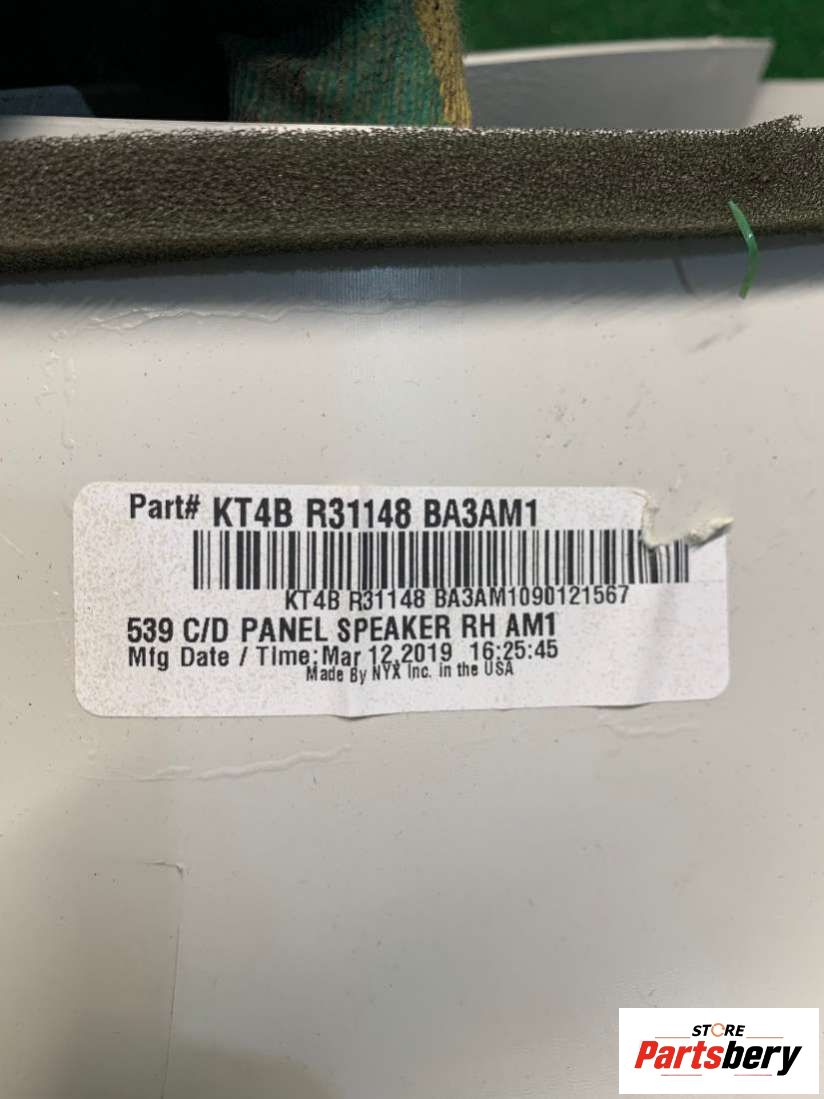 Part# KT4B R31148 BA3AM1
KT4B R31148 BA3AM1090121567
539 C/D PANEL SPEAKER RH AM1
Mfg Date / Time:Mar 12,2019 16:25:45
Made By NYX Inc. in the USA
STORE
Partsbery